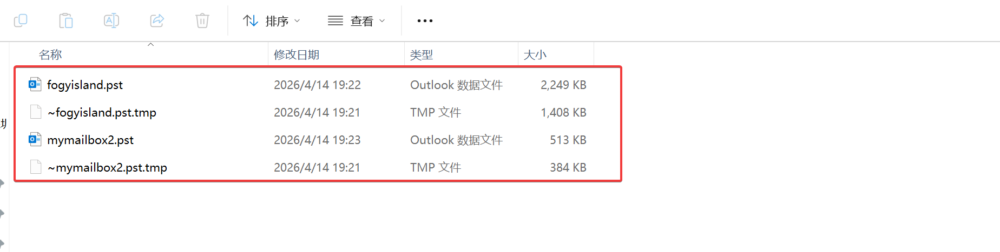 排序 查看
名称 修改日期 类型 大小
fogyisland.pst 2026/4/14 19:22 Outlook 数据文件 2,249 KB
~fogyisland.pst.tmp 2026/4/14 19:21 TMP 文件 1,408 KB
mymailbox2.pst 2026/4/14 19:23 Outlook 数据文件 513 KB
~mymailbox2.pst.tmp 2026/4/14 19:21 TMP 文件 384 KB